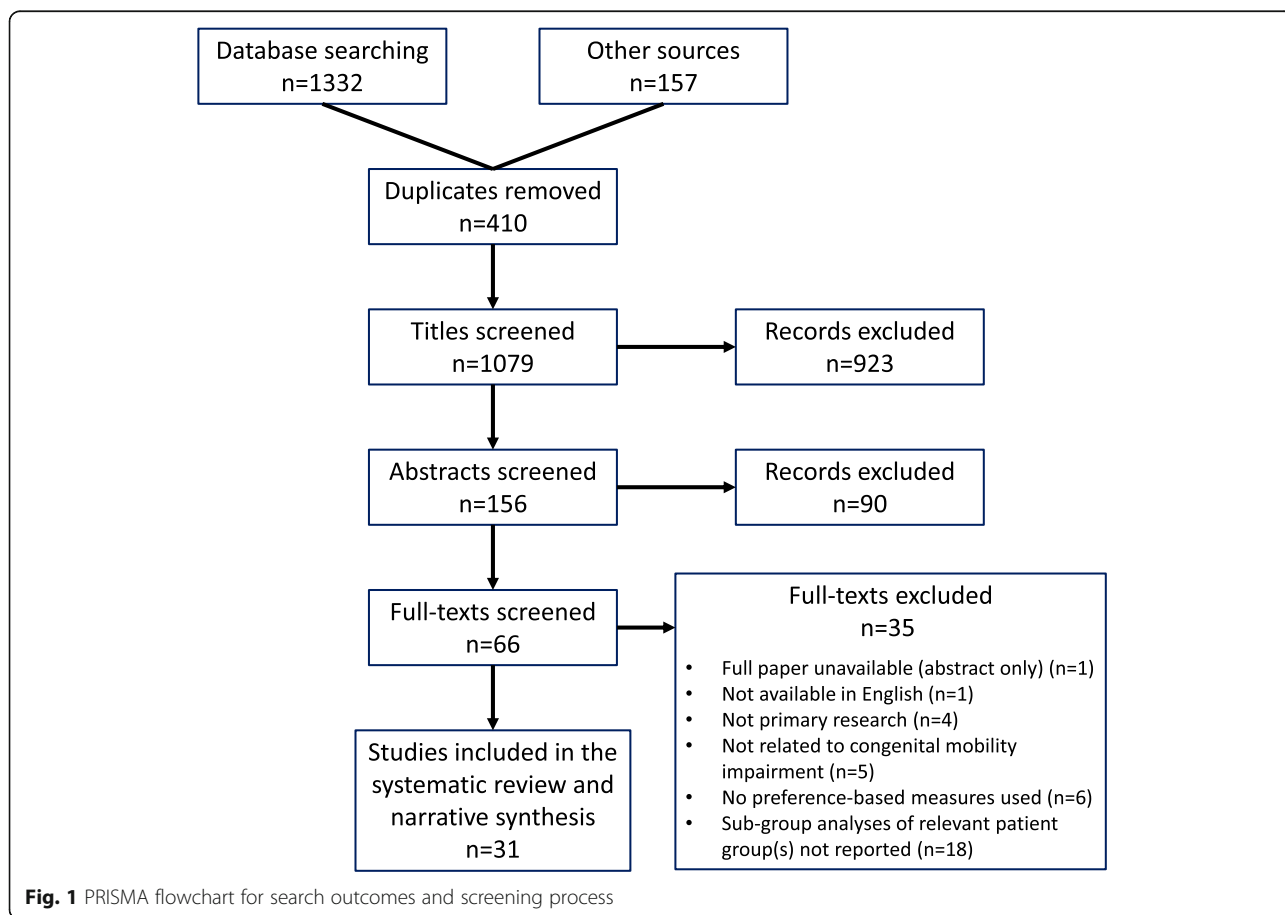 Database searching
n=1332
Other sources
n=157
Duplicates removed
n=410
Titles screened
n=1079
Records excluded
n=923
Abstracts screened
n=156
Records excluded
n=90
Full-texts screened
n=66
Full-texts excluded
n=35
• Full paper unavailable (abstract only) (n=1)
• Not available in English (n=1)
• Not primary research (n=4)
• Not related to congenital mobility
impairment (n=5)
• No preference-based measures used (n=6)
• Sub-group analyses of relevant patient
group(s) not reported (n=18)
Studies included in the
systematic review and
narrative synthesis
n=31
Fig. 1 PRISMA flowchart for search outcomes and screening process